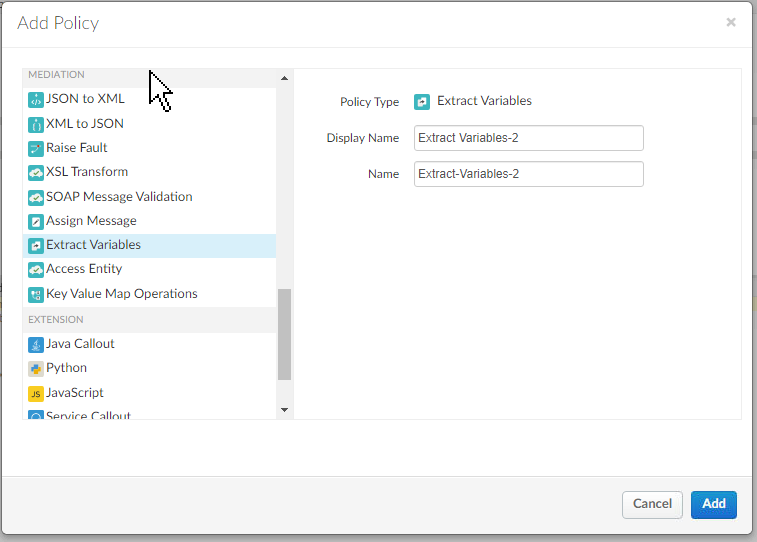 Add Policy
×
MEDIATION
JSON to XML
XML to JSON
Raise Fault
XSL Transform
SOAP Message Validation
Assign Message
Extract Variables
Access Entity
Key Value Map Operations
EXTENSION
Java Callout
Python
JS JavaScript
Service Callout
Policy Type Extract Variables
Display Name Extract Variables-2
Name Extract-Variables-2
Cancel Add